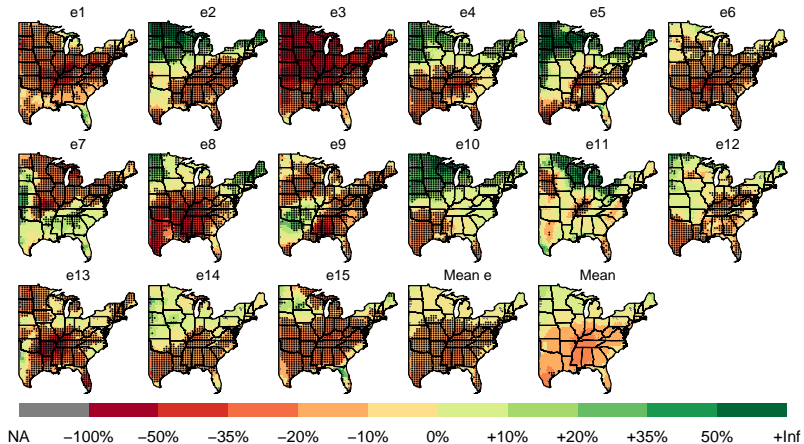 e1 e2 e3 e4 e5 e6
e7 e8 e9 e10 e11 e12
e13 e14 e15 Mean e Mean
NA −100% −50% −35% −20% −10% 0% +10% +20% +35% 50% +Inf